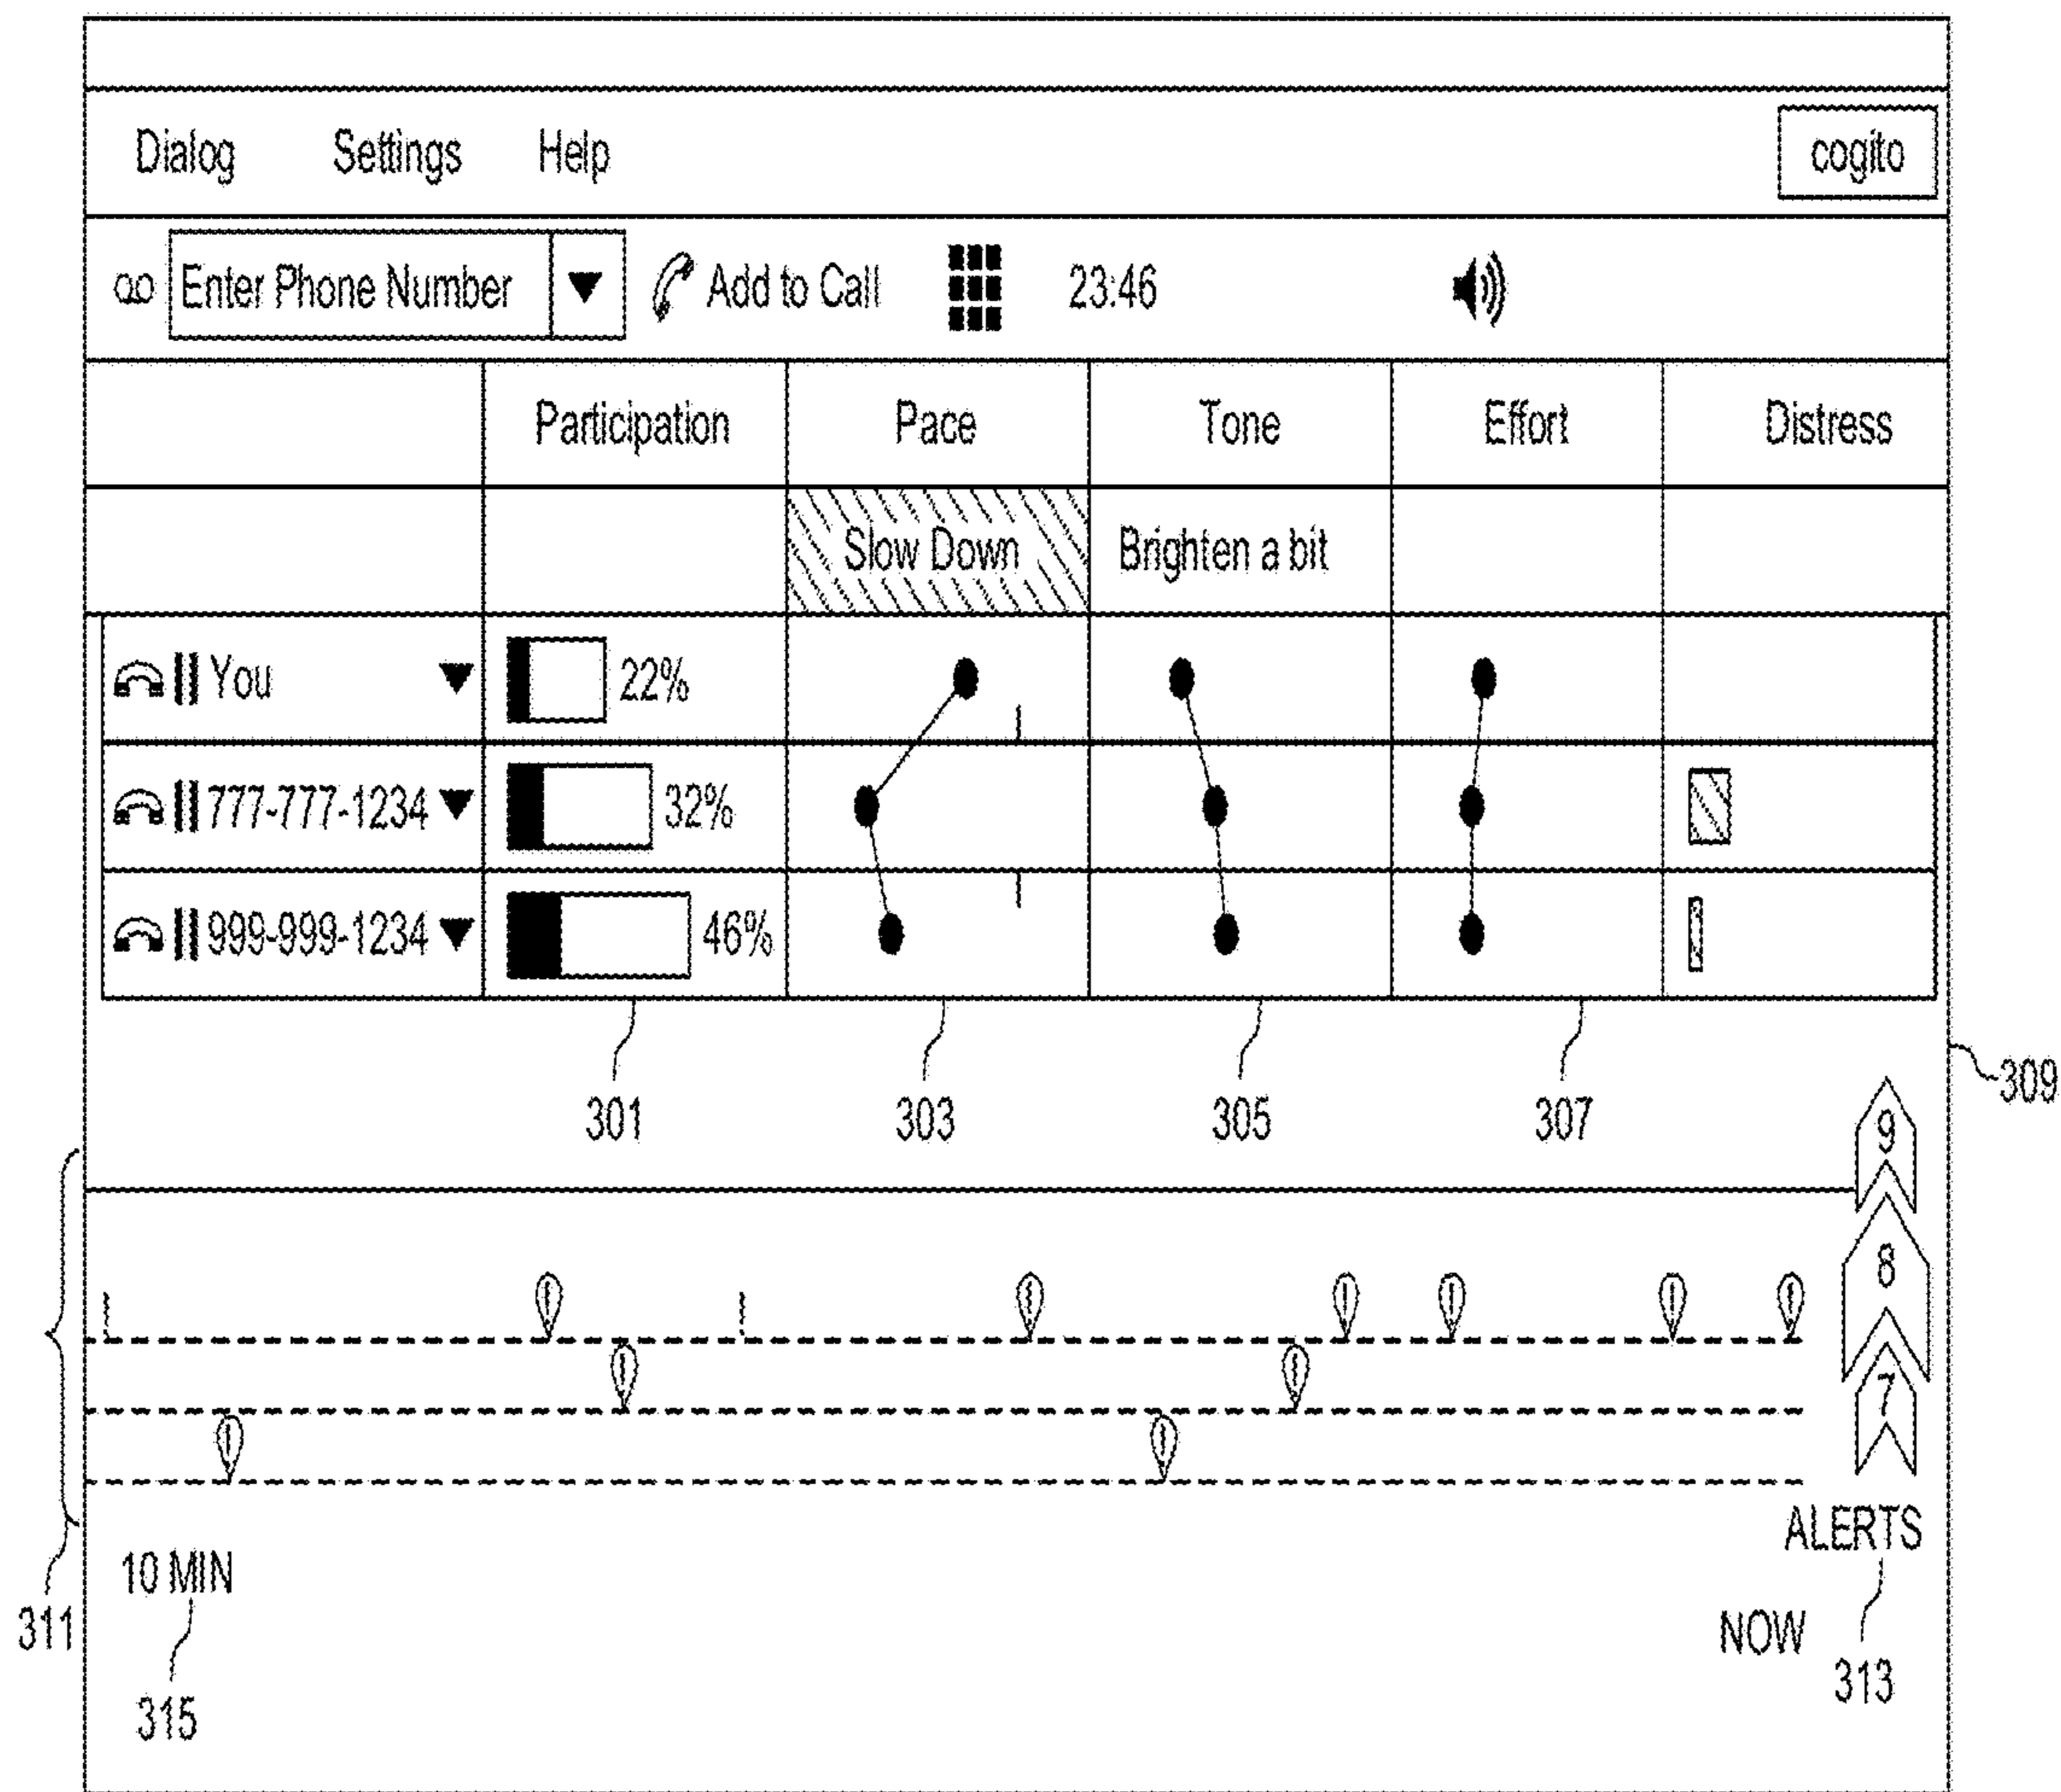 Dialog Settings Help cogito
Enter Phone Number Add to Call 23:46
Participation Pace Tone Effort Distress
Slow Down Brighten a bit
You 22%
777-777-1234 32%
999-999-1234 46%
301 303 305 307 309
9
8
7
ALERTS
10 MIN
311 NOW
313
315